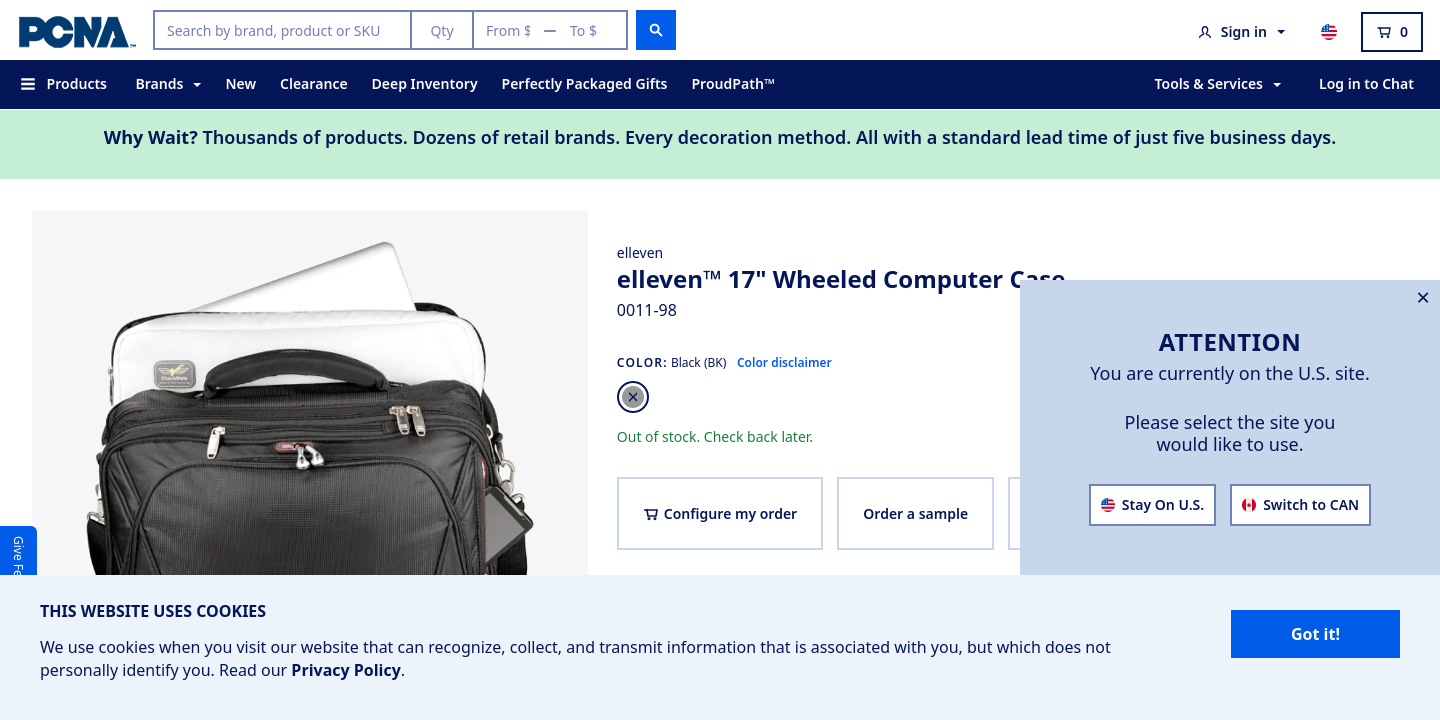 PCNA™
Search by brand, product or SKU
Qty
From $ — To $
Sign in
0
Products
Brands
New
Clearance
Deep Inventory
Perfectly Packaged Gifts
ProudPath™
Tools & Services
Log in to Chat
Why Wait? Thousands of products. Dozens of retail brands. Every decoration method. All with a standard lead time of just five business days.
elleven
elleven™ 17" Wheeled Computer Case
0011-98
COLOR: Black (BK) Color disclaimer
Out of stock. Check back later.
Configure my order
Order a sample
ATTENTION
You are currently on the U.S. site.
Please select the site you
would like to use.
Stay On U.S.
Switch to CAN
Give Fe
THIS WEBSITE USES COOKIES
We use cookies when you visit our website that can recognize, collect, and transmit information that is associated with you, but which does not
personally identify you. Read our Privacy Policy.
Got it!